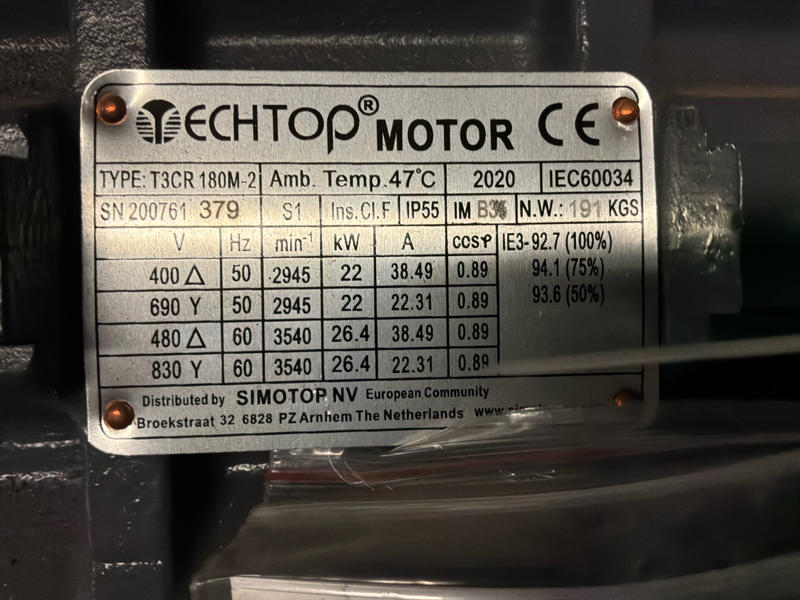 TECHTOP® MOTOR CE
TYPE: T3CR 180M-2 Amb. Temp. 47°C 2020 IEC60034
SN 200761 379 S1 Ins.Cl.F IP55 IM N.W.: 191 KGS
V Hz min⁻¹ kW A cosφ IE3-92.7 (100%)
400 Δ 50 2945 22 38.49 0.89 94.1 (75%)
690 Y 50 2945 22 22.31 0.89 93.6 (50%)
480 Δ 60 3540 26.4 38.49 0.89
830 Y 60 3540 26.4 22.31 0.89
Distributed by SIMOTOP NV European Community
Broekstraat 32 6828 PZ Arnhem The Netherlands